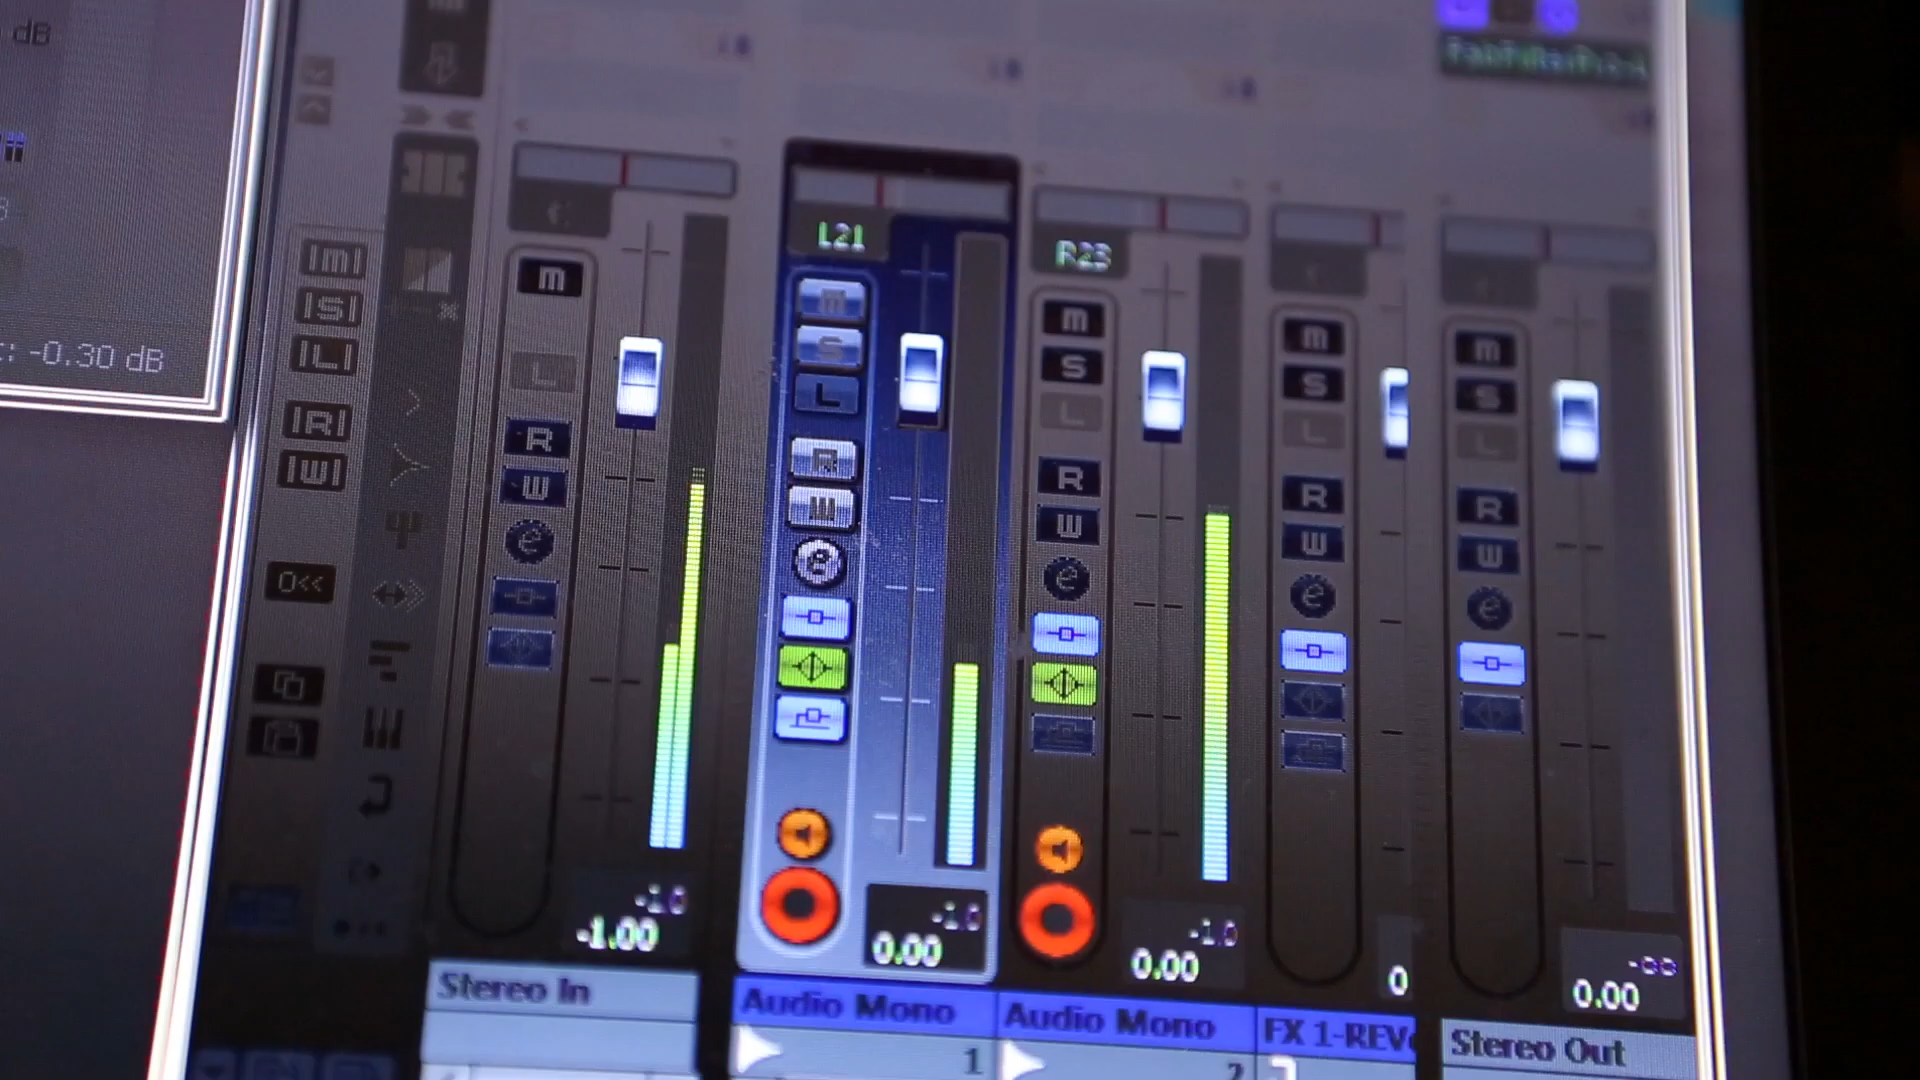 dB
-0.30 dB
L21
R23
m
m
S
L
R
W
e
m
S
L
R
W
e
m
S
L
R
W
e
m
S
L
R
W
e
L
R
W
e
m
S
L
R
W
0<<
-1.0
-1.00
-1.0
0.00
-1.0
0.00
0
-∞
0.00
Stereo In
Audio Mono
1
Audio Mono
2
FX 1-REV
Stereo Out